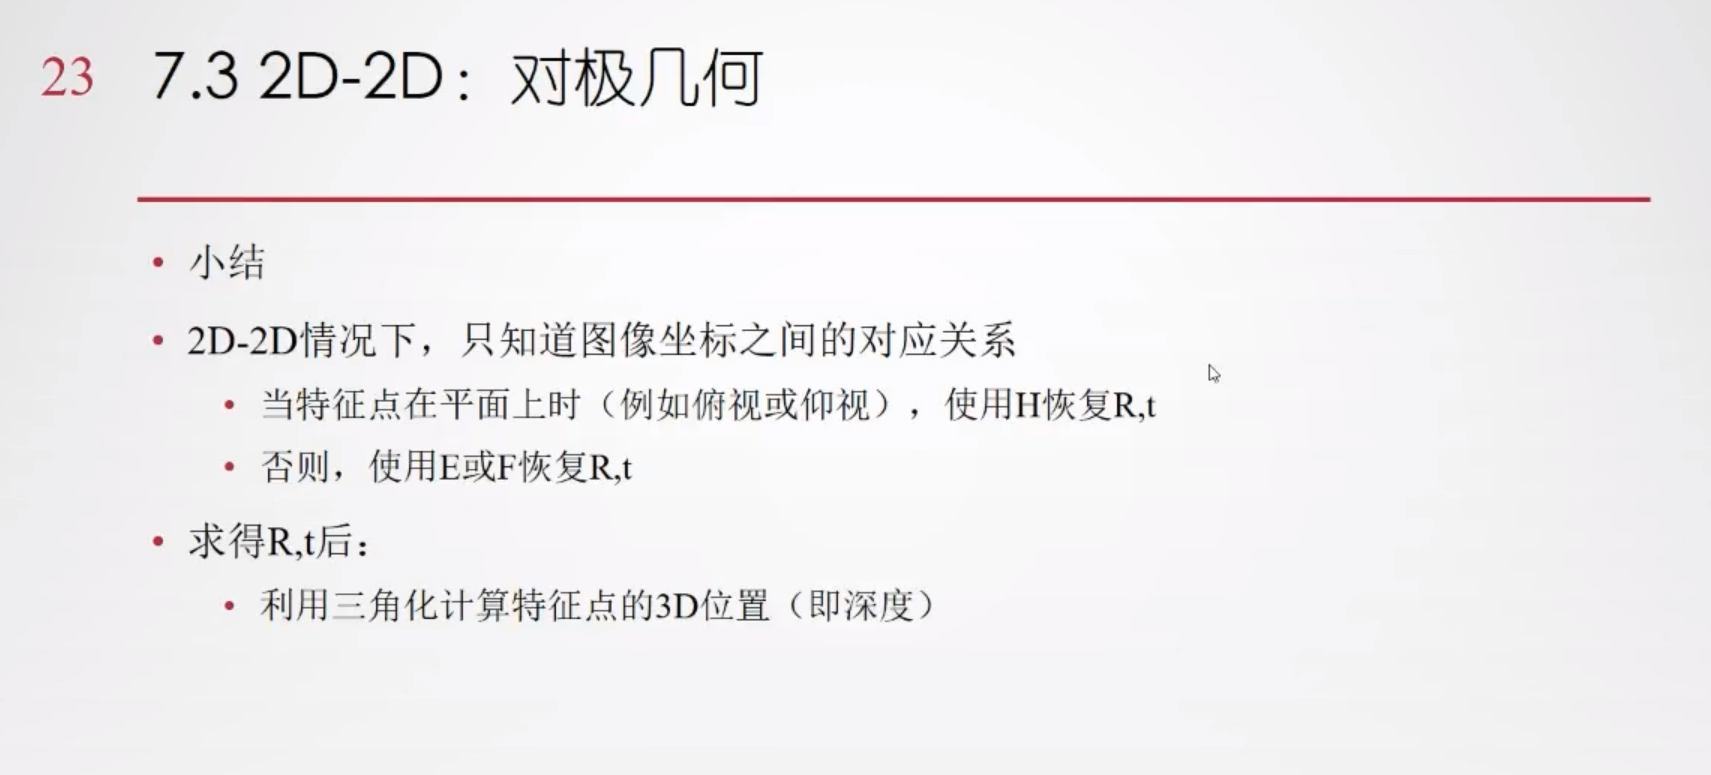 23 7.3 2D-2D：对极几何
• 小结
• 2D-2D情况下，只知道图像坐标之间的对应关系
• 当特征点在平面上时（例如俯视或仰视），使用H恢复R,t
• 否则，使用E或F恢复R,t
• 求得R,t后：
• 利用三角化计算特征点的3D位置（即深度）